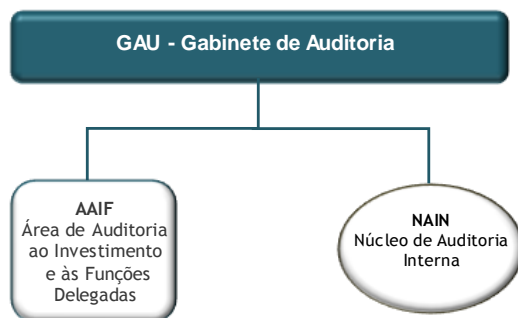 GAU - Gabinete de Auditoria
AAIF
Área de Auditoria
ao Investimento
e às Funções
Delegadas
NAIN
Núcleo de Auditoria
Interna